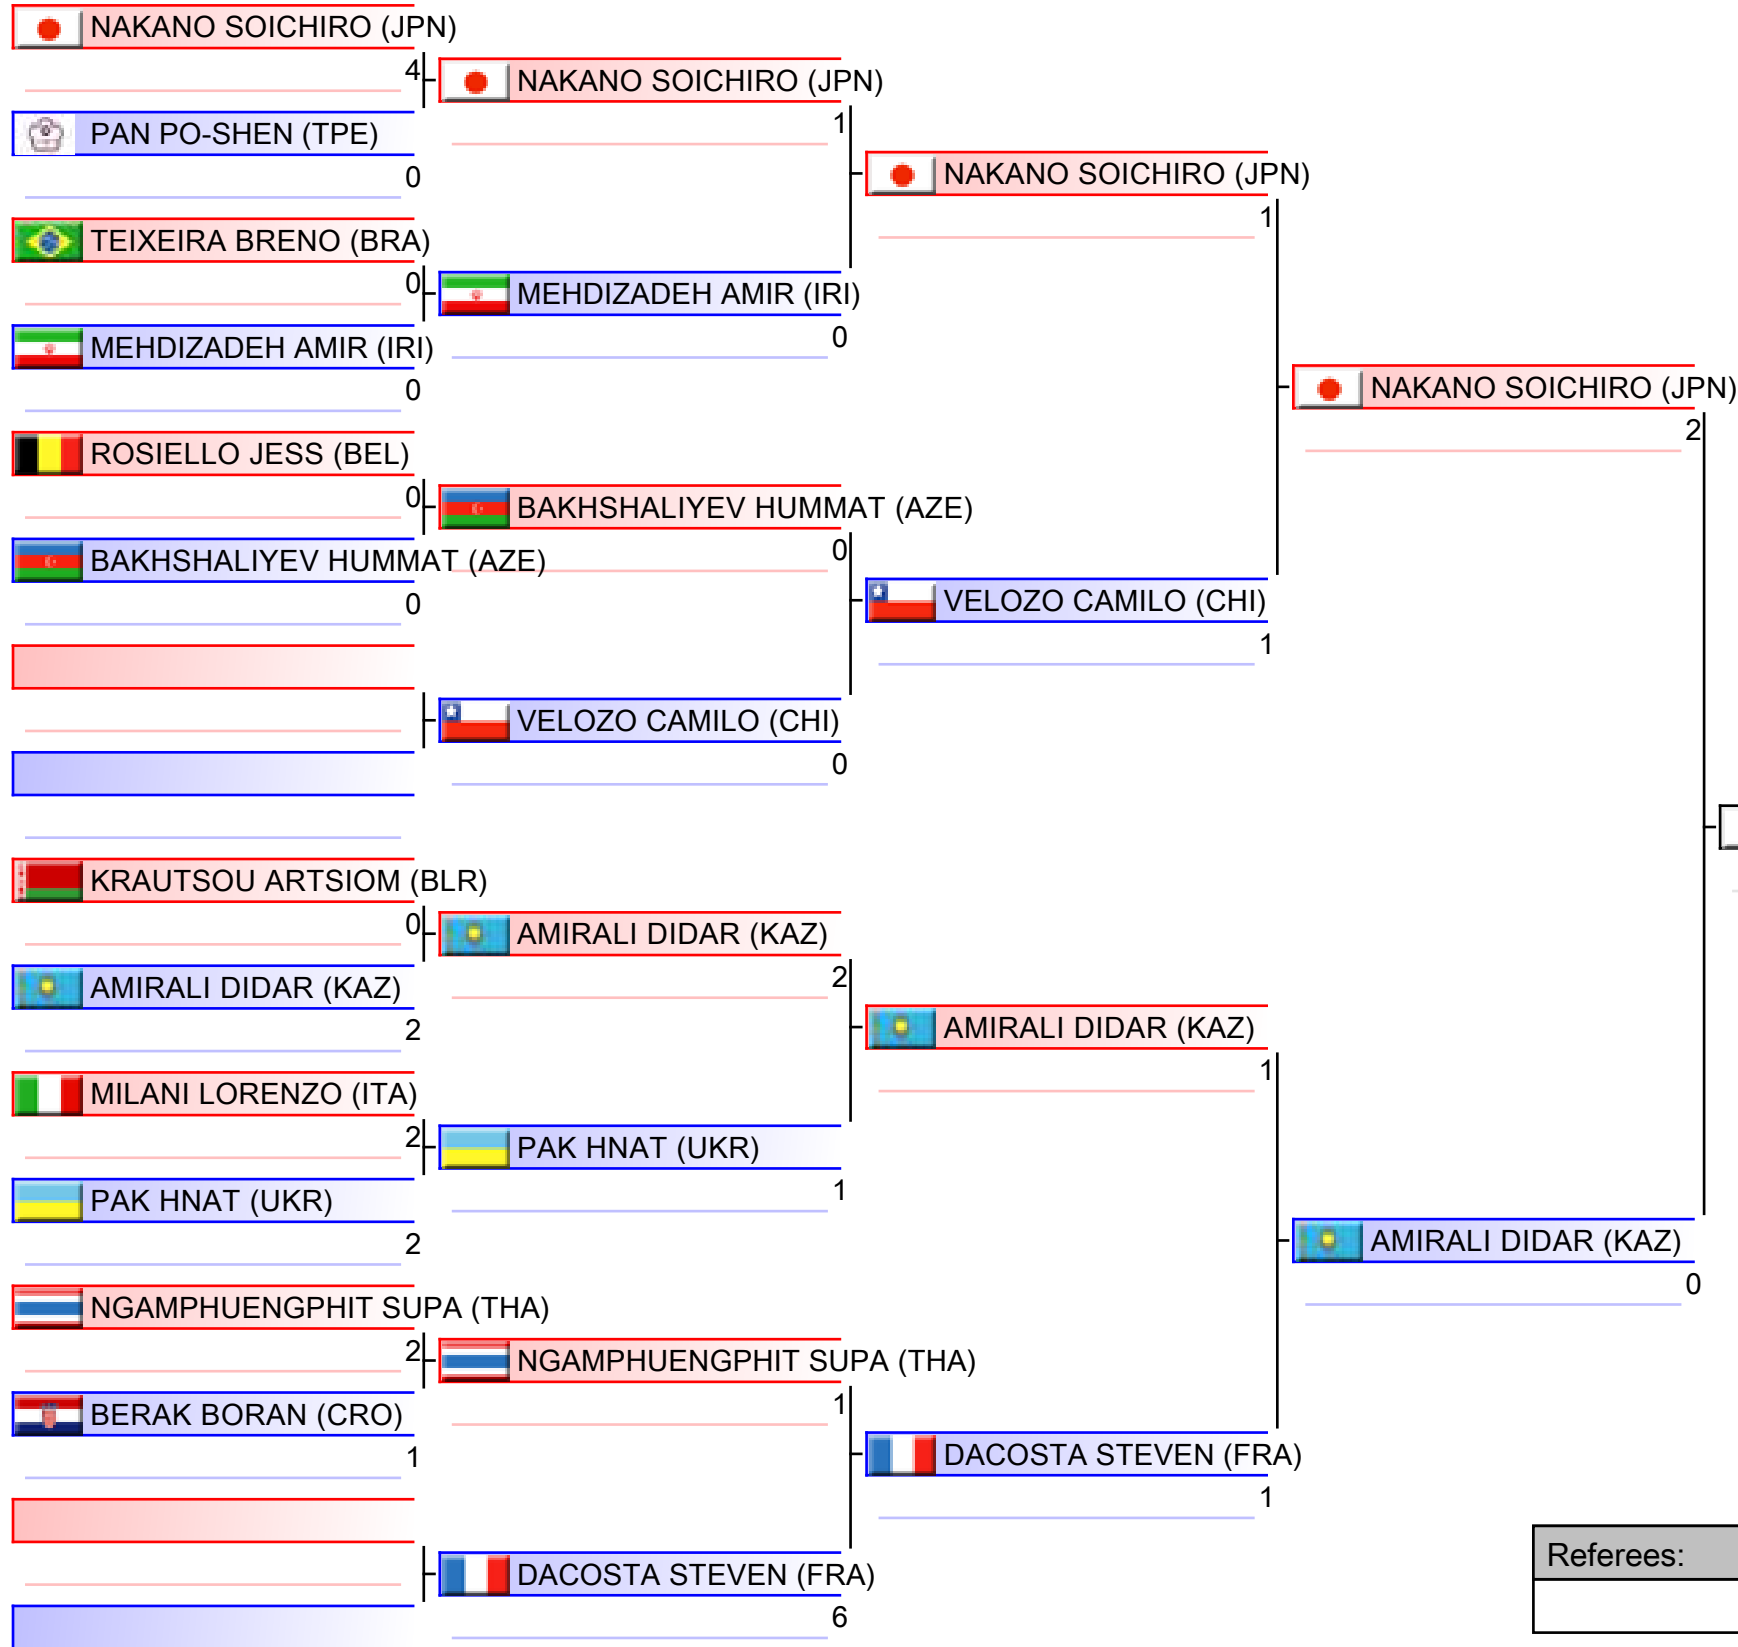 NAKANO SOICHIRO (JPN)
4
PAN PO-SHEN (TPE)
0
TEIXEIRA BRENO (BRA)
0
MEHDIZADEH AMIR (IRI)
0
ROSIELLO JESS (BEL)
0
BAKHSHALIYEV HUMMAT (AZE)
0
KRAUTSOU ARTSIOM (BLR)
0
AMIRALI DIDAR (KAZ)
2
MILANI LORENZO (ITA)
2
PAK HNAT (UKR)
2
NGAMPHUENGPHIT SUPA (THA)
2
BERAK BORAN (CRO)
1
NAKANO SOICHIRO (JPN)
1
MEHDIZADEH AMIR (IRI)
0
BAKHSHALIYEV HUMMAT (AZE)
0
VELOZO CAMILO (CHI)
0
AMIRALI DIDAR (KAZ)
2
PAK HNAT (UKR)
1
NGAMPHUENGPHIT SUPA (THA)
1
DACOSTA STEVEN (FRA)
6
NAKANO SOICHIRO (JPN)
1
VELOZO CAMILO (CHI)
1
AMIRALI DIDAR (KAZ)
1
DACOSTA STEVEN (FRA)
1
NAKANO SOICHIRO (JPN)
2
AMIRALI DIDAR (KAZ)
0
Referees: